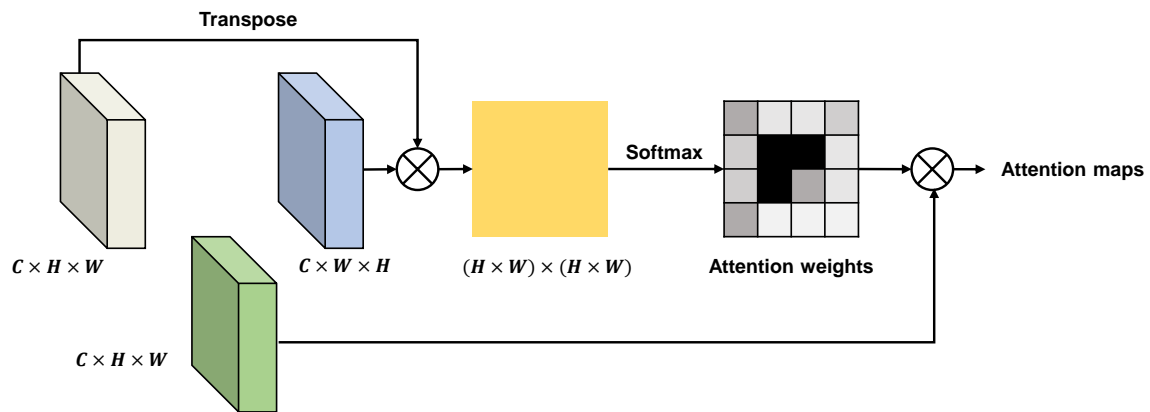 Transpose
Softmax
Attention maps
C × H × W
C × W × H
(H × W) × (H × W)
Attention weights
C × H × W